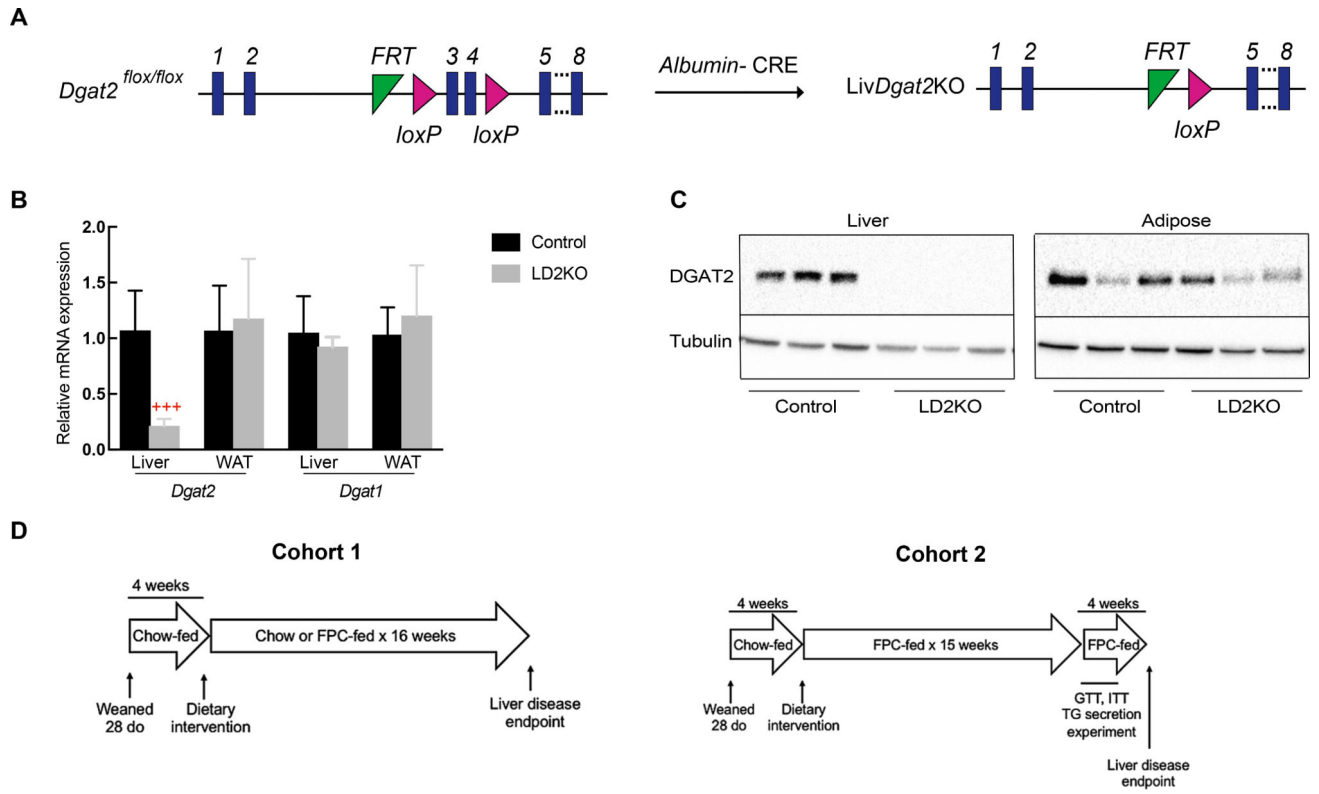 A
1 2 FRT 3 4 5 8
Dgat2 flox/flox
loxP loxP
Albumin- CRE
1 2 FRT 5 8
LivDgat2KO
loxP
B
Relative mRNA expression
2.0
1.5
1.0
0.5
0.0
+++
Control
LD2KO
Liver WAT Liver WAT
Dgat2 Dgat1
C
Liver Adipose
DGAT2
Tubulin
Control LD2KO Control LD2KO
D
Cohort 1
4 weeks
Chow-fed
Chow or FPC-fed x 16 weeks
Weaned
28 do
Dietary
intervention
Liver disease
endpoint
Cohort 2
4 weeks 4 weeks
Chow-fed
FPC-fed x 15 weeks
FPC-fed
Weaned
28 do
Dietary
intervention
GTT, ITT
TG secretion
experiment
Liver disease
endpoint